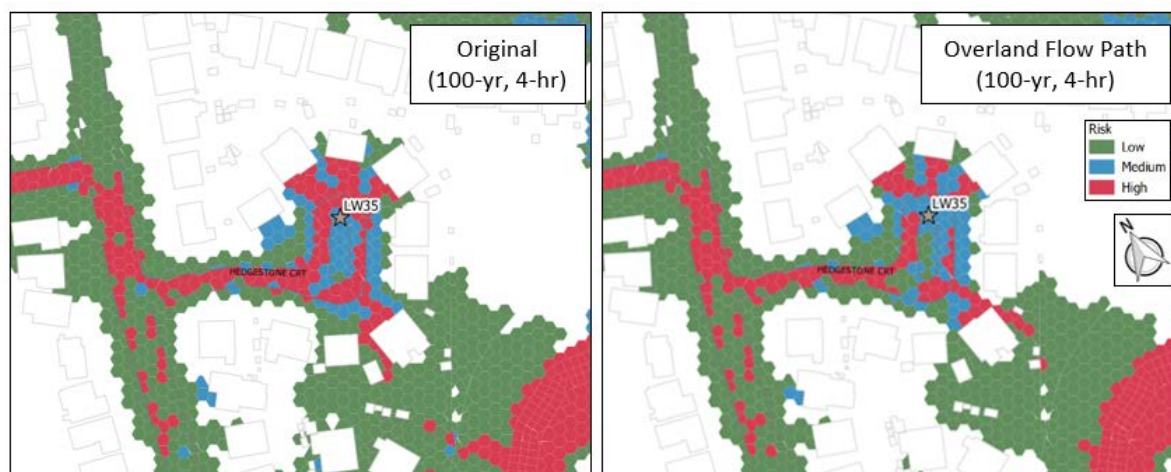 Original
(100-yr, 4-hr)
LW35
HEDGESTONE CRT
Overland Flow Path
(100-yr, 4-hr)
Risk
Low
Medium
High
LW35
N
HEDGESTONE CRT